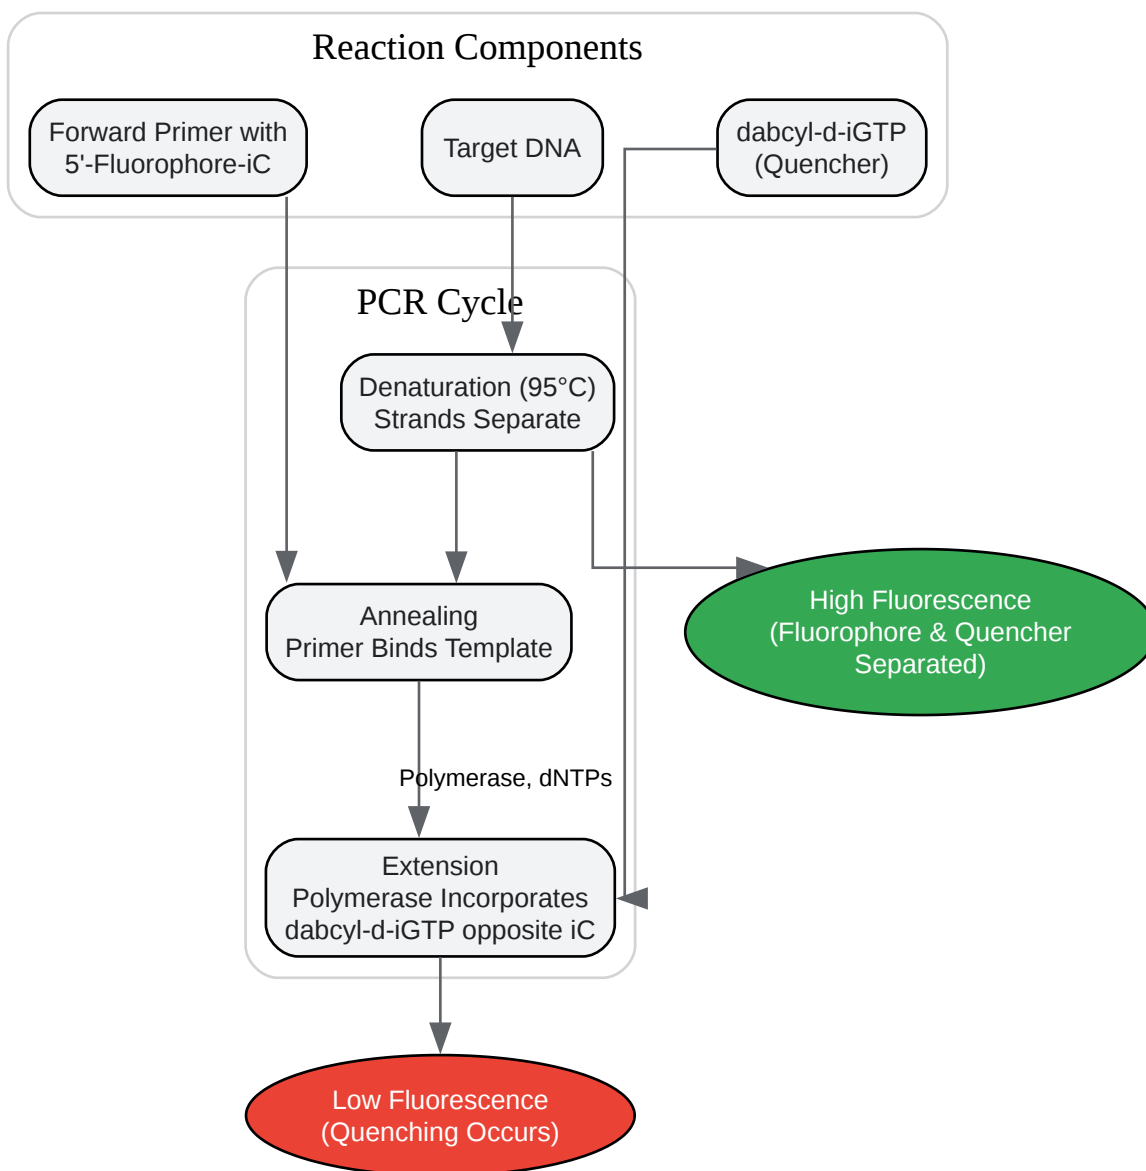 Reaction Components
Forward Primer with
5'-Fluorophore-iC
Target DNA
dabcyl-d-iGTP
(Quencher)
PCR Cycle
Denaturation (95°C)
Strands Separate
Annealing
Primer Binds Template
High Fluorescence
(Fluorophore & Quencher
Separated)
Polymerase, dNTPs
Extension
Polymerase Incorporates
dabcyl-d-iGTP opposite iC
Low Fluorescence
(Quenching Occurs)